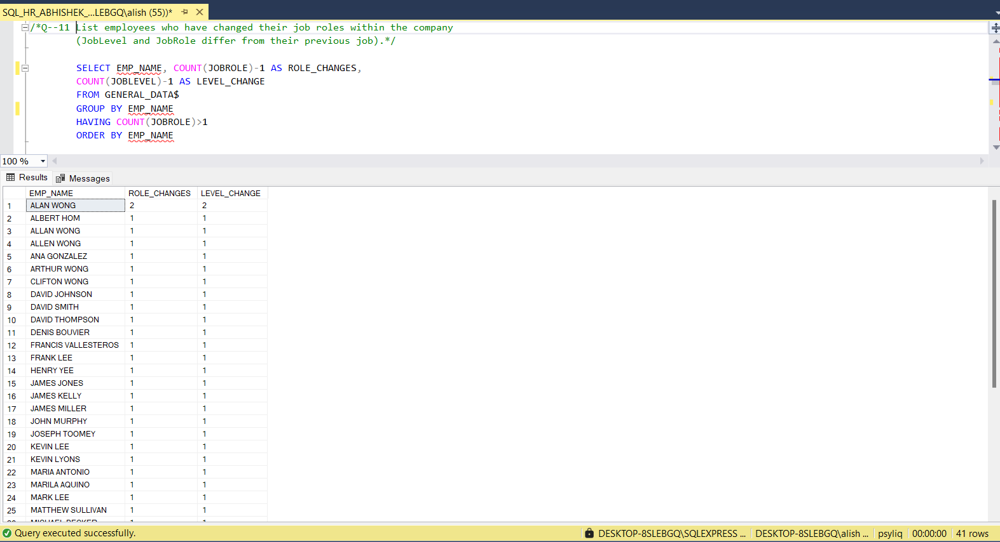 SQL_HR_ABHISHEK_...LEBGQ\alish (55))*
/*Q--11 List employees who have changed their job roles within the company
(JobLevel and JobRole differ from their previous job).*/
SELECT EMP_NAME, COUNT(JOBROLE)-1 AS ROLE_CHANGES,
COUNT(JOBLEVEL)-1 AS LEVEL_CHANGE
FROM GENERAL_DATA$
GROUP BY EMP_NAME
HAVING COUNT(JOBROLE)>1
ORDER BY EMP_NAME
100 %
Results Messages
EMP_NAME ROLE_CHANGES LEVEL_CHANGE
1 ALAN WONG 2 2
2 ALBERT HOM 1 1
3 ALLAN WONG 1 1
4 ALLEN WONG 1 1
5 ANA GONZALEZ 1 1
6 ARTHUR WONG 1 1
7 CLIFTON WONG 1 1
8 DAVID JOHNSON 1 1
9 DAVID SMITH 1 1
10 DAVID THOMPSON 1 1
11 DENIS BOUVIER 1 1
12 FRANCIS VALLESTEROS 1 1
13 FRANK LEE 1 1
14 HENRY YEE 1 1
15 JAMES JONES 1 1
16 JAMES KELLY 1 1
17 JAMES MILLER 1 1
18 JOHN MURPHY 1 1
19 JOSEPH TOOMEY 1 1
20 KEVIN LEE 1 1
21 KEVIN LYONS 1 1
22 MARIA ANTONIO 1 1
23 MARILA AQUINO 1 1
24 MARK LEE 1 1
25 MATTHEW SULLIVAN 1 1
Query executed successfully. DESKTOP-8SLEBGQ\SQLEXPRESS ... DESKTOP-8SLEBGQ\alish ... psyliq 00:00:00 41 rows